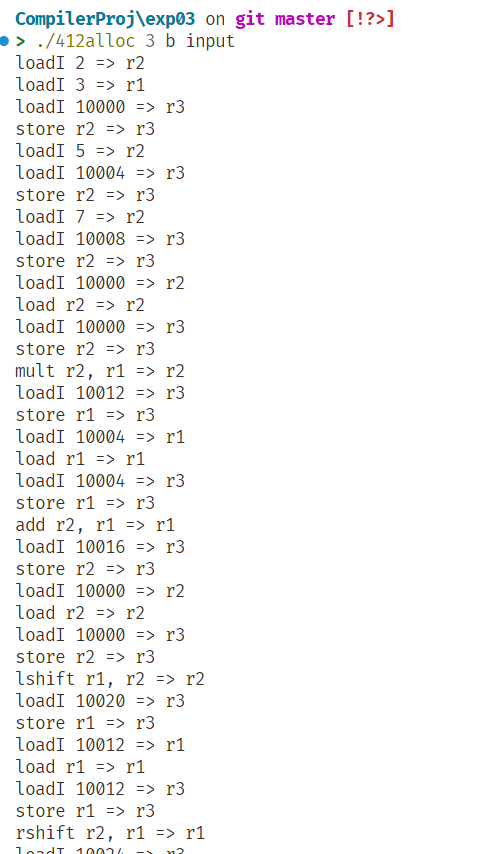 CompilerProj\exp03 on git master [!?>]
> ./412alloc 3 b input
loadI 2 => r2
loadI 3 => r1
loadI 10000 => r3
store r2 => r3
loadI 5 => r2
loadI 10004 => r3
store r2 => r3
loadI 7 => r2
loadI 10008 => r3
store r2 => r3
loadI 10000 => r2
load r2 => r2
loadI 10000 => r3
store r2 => r3
mult r2, r1 => r2
loadI 10012 => r3
store r1 => r3
loadI 10004 => r1
load r1 => r1
loadI 10004 => r3
store r1 => r3
add r2, r1 => r1
loadI 10016 => r3
store r2 => r3
loadI 10000 => r2
load r2 => r2
loadI 10000 => r3
store r2 => r3
lshift r1, r2 => r2
loadI 10020 => r3
store r1 => r3
loadI 10012 => r1
load r1 => r1
loadI 10012 => r3
store r1 => r3
rshift r2, r1 => r1
loadI 10024 => r3